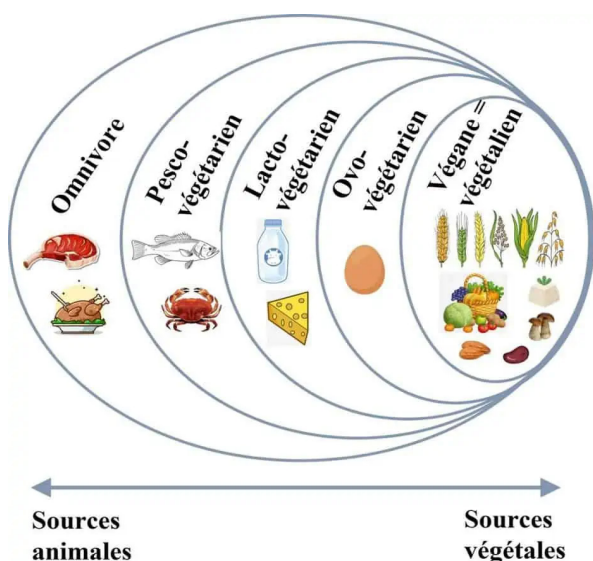 Omnivore
Pesco-
végétarien
Lacto-
végétarien
Ovo-
végétarien
Végane =
végétalien
Sources
animales
Sources
végétales